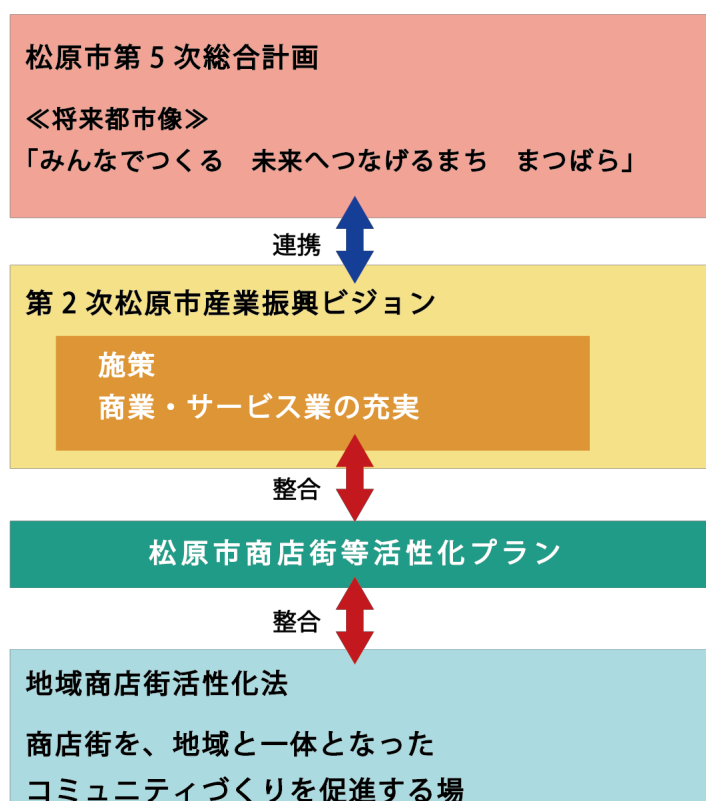 松原市第5次総合計画
≪将来都市像≫
「みんなでつくる　未来へつなげるまち　まつばら」
連携
第2次松原市産業振興ビジョン
施策
商業・サービス業の充実
整合
松原市商店街等活性化プラン
整合
地域商店街活性化法
商店街を、地域と一体となった
コミュニティづくりを促進する場